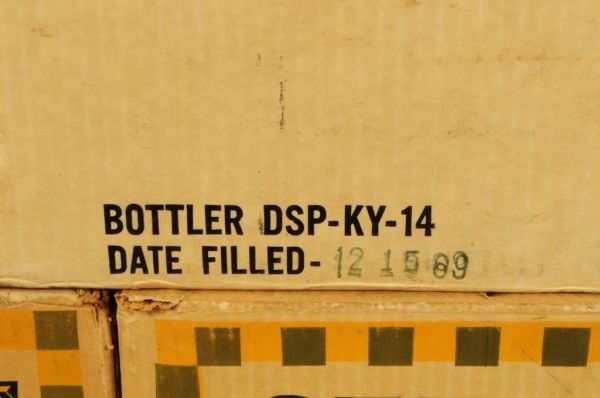 BOTTLER DSP-KY-14
DATE FILLED- 12 15 69